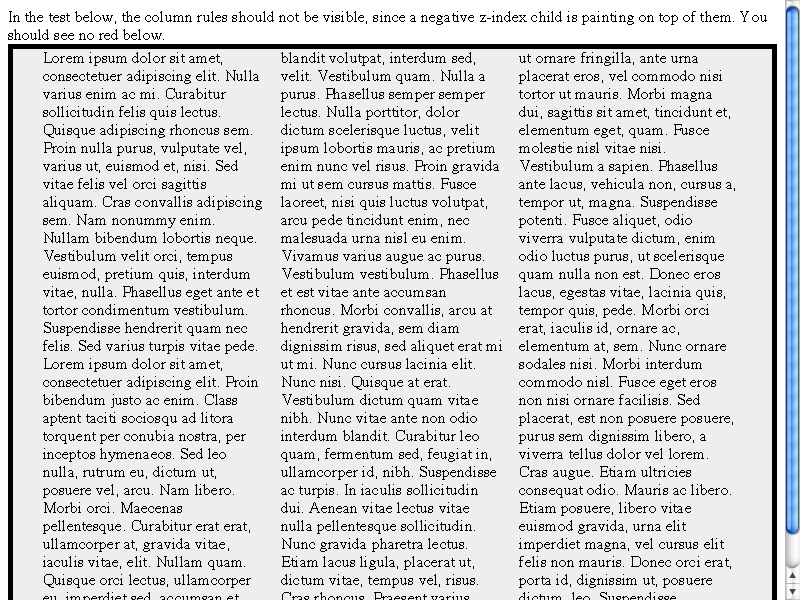 In the test below, the column rules should not be visible, since a negative z-index child is painting on top of them. You
should see no red below.
Lorem ipsum dolor sit amet,
consectetuer adipiscing elit. Nulla
varius enim ac mi. Curabitur
sollicitudin felis quis lectus.
Quisque adipiscing rhoncus sem.
Proin nulla purus, vulputate vel,
varius ut, euismod et, nisi. Sed
vitae felis vel orci sagittis
aliquam. Cras convallis adipiscing
sem. Nam nonummy enim.
Nullam bibendum lobortis neque.
Vestibulum velit orci, tempus
euismod, pretium quis, interdum
vitae, nulla. Phasellus eget ante et
tortor condimentum vestibulum.
Suspendisse hendrerit quam nec
felis. Sed varius turpis vitae pede.
Lorem ipsum dolor sit amet,
consectetuer adipiscing elit. Proin
bibendum justo ac enim. Class
aptent taciti sociosqu ad litora
torquent per conubia nostra, per
inceptos hymenaeos. Sed leo
nulla, rutrum eu, dictum ut,
posuere vel, arcu. Nam libero.
Morbi orci. Maecenas
pellentesque. Curabitur erat erat,
ullamcorper at, gravida vitae,
iaculis vitae, elit. Nullam quam.
Quisque orci lectus, ullamcorper
eu, imperdiet sed, accumsan et
blandit volutpat, interdum sed,
velit. Vestibulum quam. Nulla a
purus. Phasellus semper semper
lectus. Nulla porttitor, dolor
dictum scelerisque luctus, velit
ipsum lobortis mauris, ac pretium
enim nunc vel risus. Proin gravida
mi ut sem cursus mattis. Fusce
laoreet, nisi quis luctus volutpat,
arcu pede tincidunt enim, nec
malesuada urna nisl eu enim.
Vivamus varius augue ac purus.
Vestibulum vestibulum. Phasellus
et est vitae ante accumsan
rhoncus. Morbi convallis, arcu at
hendrerit gravida, sem diam
dignissim risus, sed aliquet erat mi
ut mi. Nunc cursus lacinia elit.
Nunc nisi. Quisque at erat.
Vestibulum dictum quam vitae
nibh. Nunc vitae ante non odio
interdum blandit. Curabitur leo
quam, fermentum sed, feugiat in,
ullamcorper id, nibh. Suspendisse
ac turpis. In iaculis sollicitudin
dui. Aenean vitae lectus vitae
nulla pellentesque sollicitudin.
Nunc gravida pharetra lectus.
Etiam lacus ligula, placerat ut,
dictum vitae, tempus vel, risus.
Cras rhoncus. Praesent varius
ut ornare fringilla, ante urna
placerat eros, vel commodo nisi
tortor ut mauris. Morbi magna
dui, sagittis sit amet, tincidunt et,
elementum eget, quam. Fusce
molestie nisl vitae nisi.
Vestibulum a sapien. Phasellus
ante lacus, vehicula non, cursus a,
tempor ut, magna. Suspendisse
potenti. Fusce aliquet, odio
viverra vulputate dictum, enim
odio luctus purus, ut scelerisque
quam nulla non est. Donec eros
lacus, egestas vitae, lacinia quis,
tempor quis, pede. Morbi orci
erat, iaculis id, ornare ac,
elementum at, sem. Nunc ornare
sodales nisi. Morbi interdum
commodo nisl. Fusce eget eros
non nisi ornare facilisis. Sed
placerat, est non posuere posuere,
purus sem dignissim libero, a
viverra tellus dolor vel lorem.
Cras augue. Etiam ultricies
consequat odio. Mauris ac libero.
Etiam posuere, libero vitae
euismod gravida, urna elit
imperdiet magna, vel cursus elit
felis non mauris. Donec orci erat,
porta id, dignissim ut, posuere
dictum, leo. Suspendisse